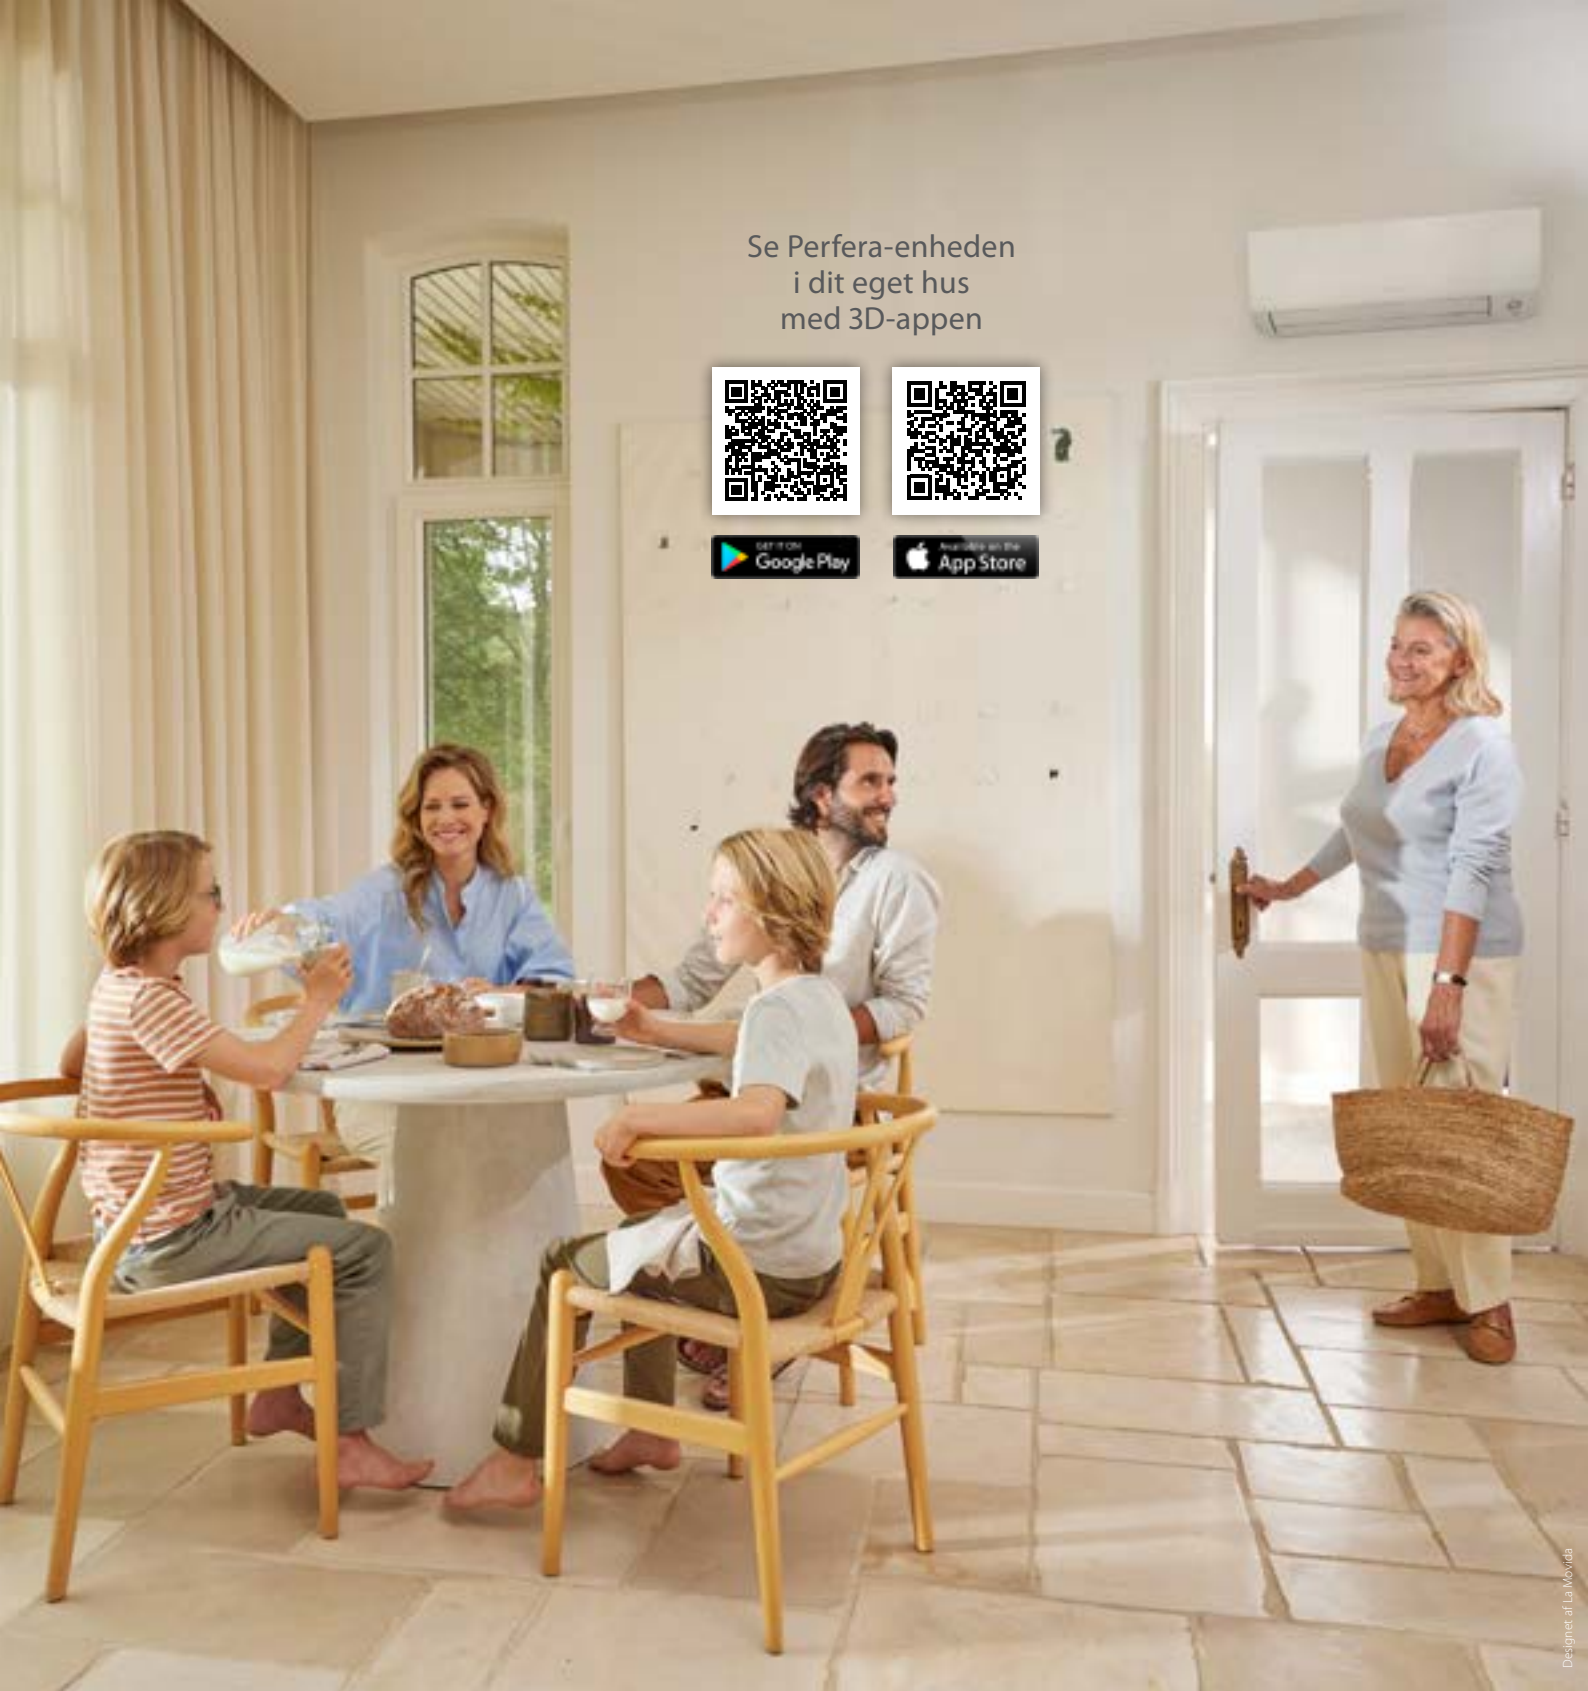 Se Perfera-enheden
i dit eget hus
med 3D-appen
GET IT ON
Google Play
Available on the
App Store
Designet af La Movida